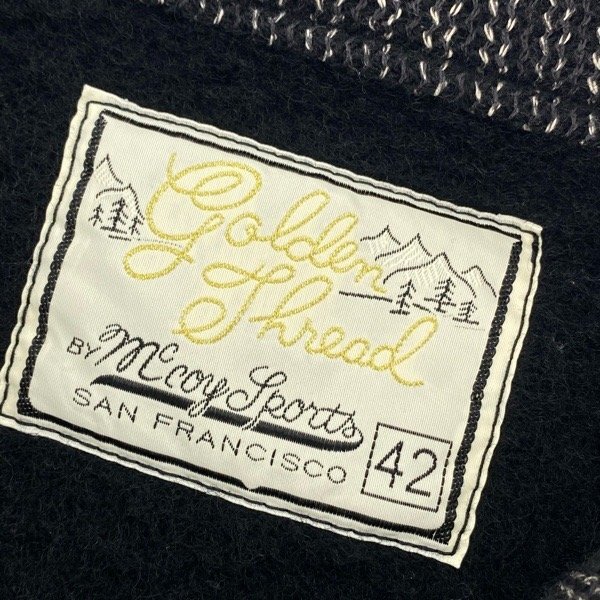 Golden
Thread
BY McCoy Sports
SAN FRANCISCO
42